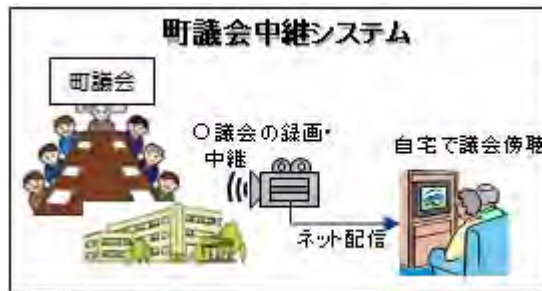 町議会中継システム
町議会
○議会の録画・
中継
自宅で議会傍聴
ネット配信